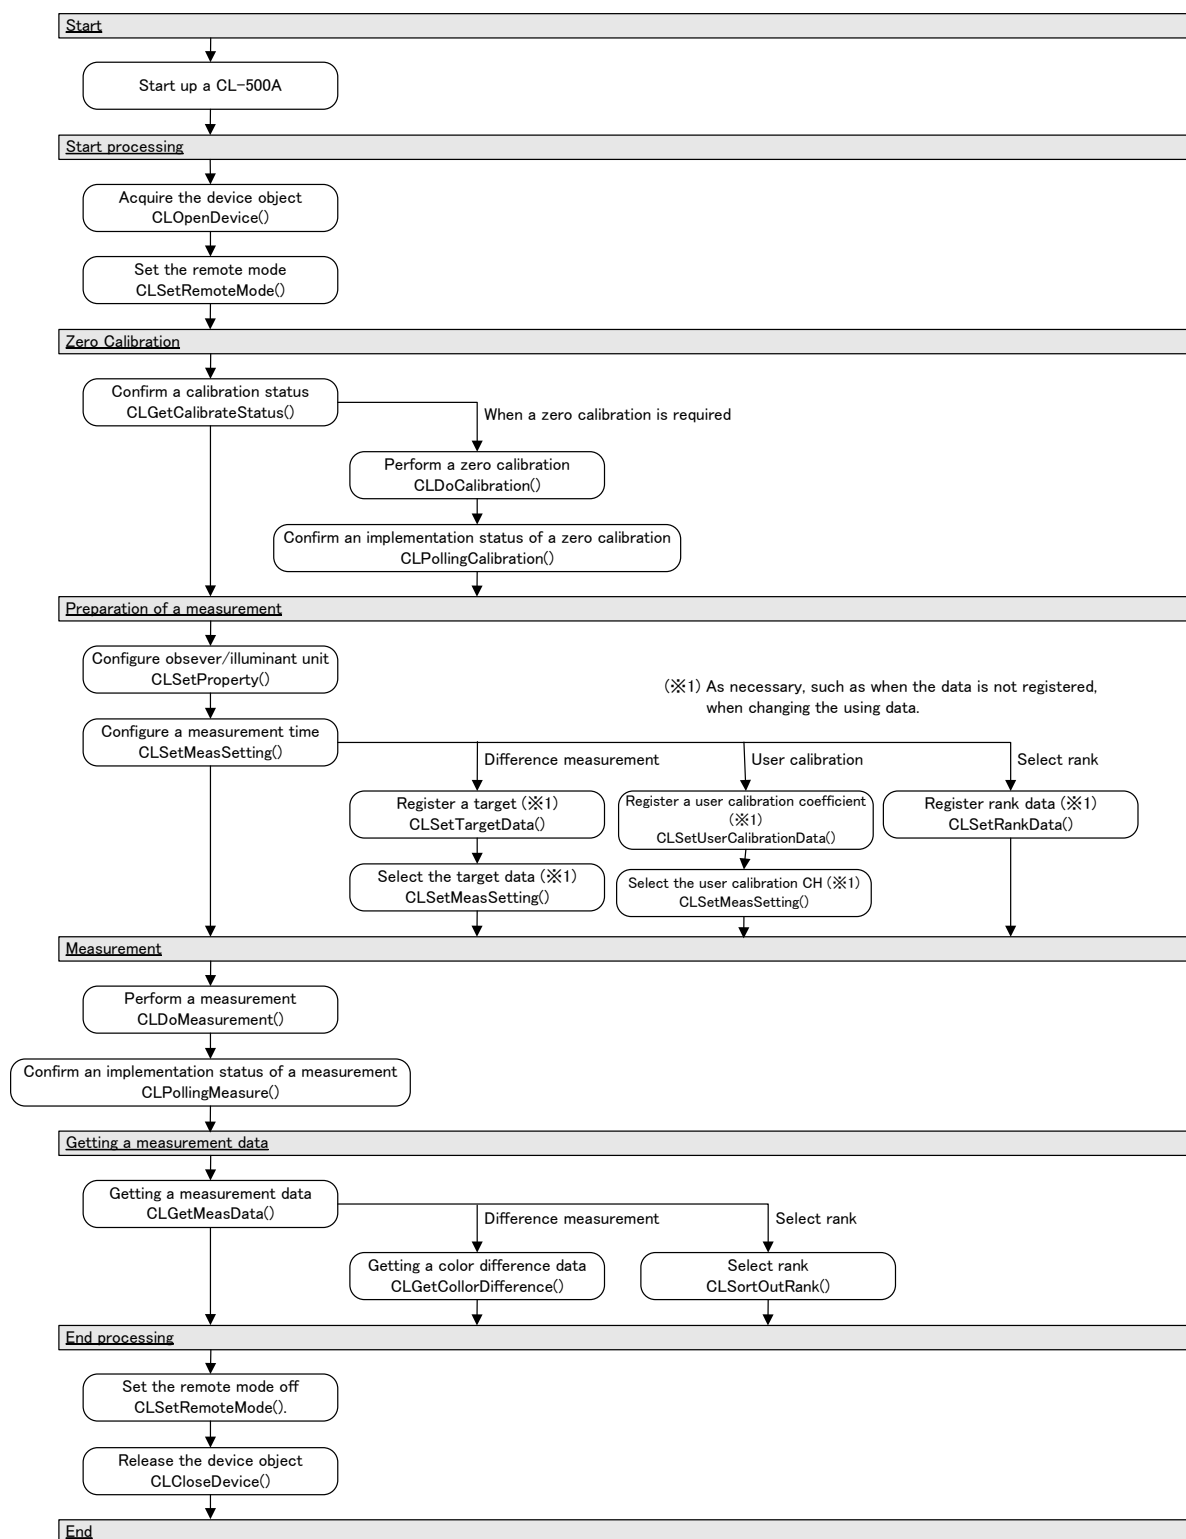 Start
Start up a CL-500A
Start processing
Acquire the device object
CLOpenDevice()
Set the remote mode
CLSetRemoteMode()
Zero Calibration
Confirm a calibration status
CLGetCalibrateStatus()
When a zero calibration is required
Perform a zero calibration
CLDoCalibration()
Confirm an implementation status of a zero calibration
CLPollingCalibration()
Preparation of a measurement
Configure obsever/illuminant unit
CLSetProperty()
(※1) As necessary, such as when the data is not registered,
when changing the using data.
Configure a measurement time
CLSetMeasSetting()
Difference measurement
User calibration
Select rank
Register a target (※1)
CLSetTargetData()
Register a user calibration coefficient
(※1)
CLSetUserCalibrationData()
Register rank data (※1)
CLSetRankData()
Select the target data (※1)
CLSetMeasSetting()
Select the user calibration CH (※1)
CLSetMeasSetting()
Measurement
Perform a measurement
CLDoMeasurement()
Confirm an implementation status of a measurement
CLPollingMeasure()
Getting a measurement data
Getting a measurement data
CLGetMeasData()
Difference measurement
Select rank
Getting a color difference data
CLGetCollorDifference()
Select rank
CLSortOutRank()
End processing
Set the remote mode off
CLSetRemoteMode().
Release the device object
CLCloseDevice()
End